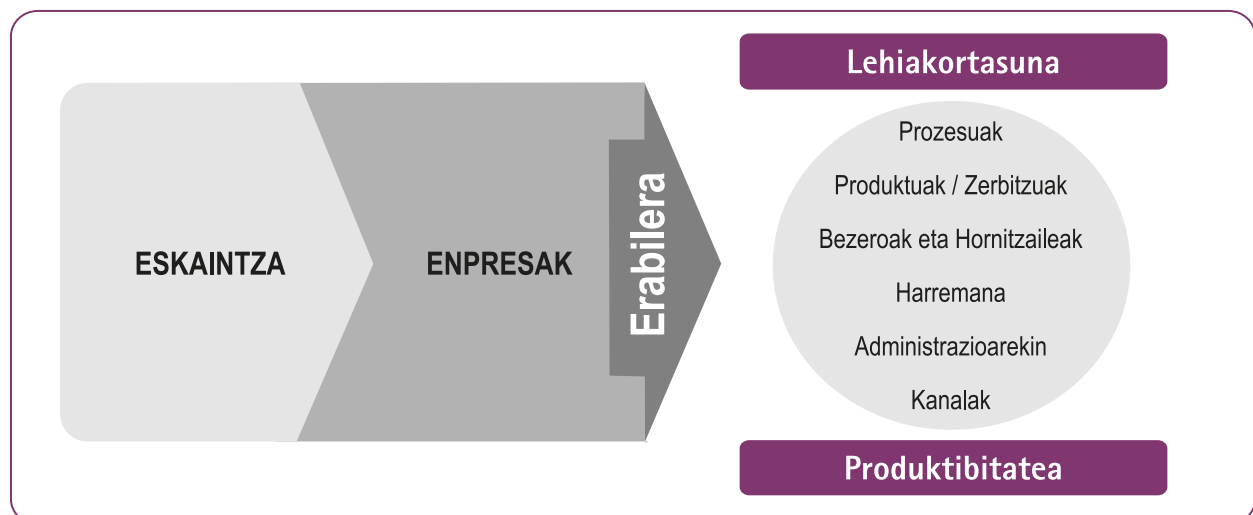 ESKAINTZA
ENPRESAK
Erabilera
Lehiakortasuna
Prozesuak
Produktuak / Zerbitzuak
Bezeroak eta Hornitzaileak
Harremana
Administrazioarekin
Kanalak
Produktibitatea